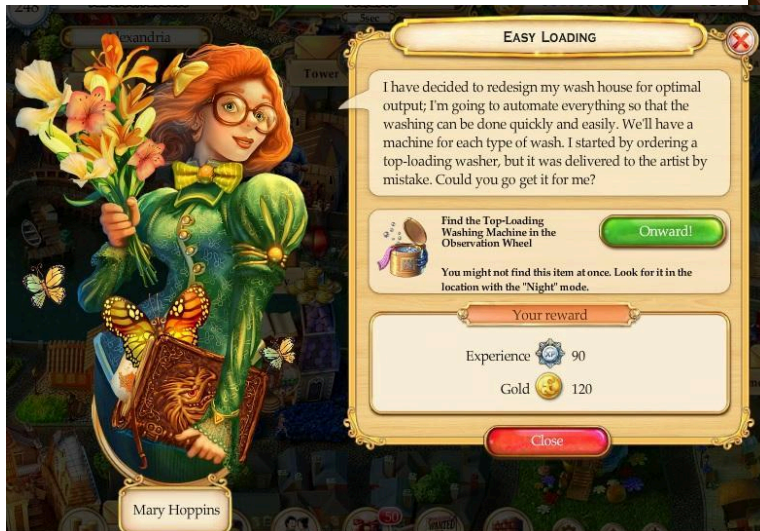 248
5sec
Alexandria
Tower
EASY LOADING
I have decided to redesign my wash house for optimal
output; I'm going to automate everything so that the
washing can be done quickly and easily. We'll have a
machine for each type of wash. I started by ordering a
top-loading washer, but it was delivered to the artist by
mistake. Could you go get it for me?
Find the Top-Loading
Washing Machine in the
Observation Wheel
Onward!
You might not find this item at once. Look for it in the
location with the "Night" mode.
Your reward
Experience XP 90
Gold 120
Close
Mary Hoppins
50